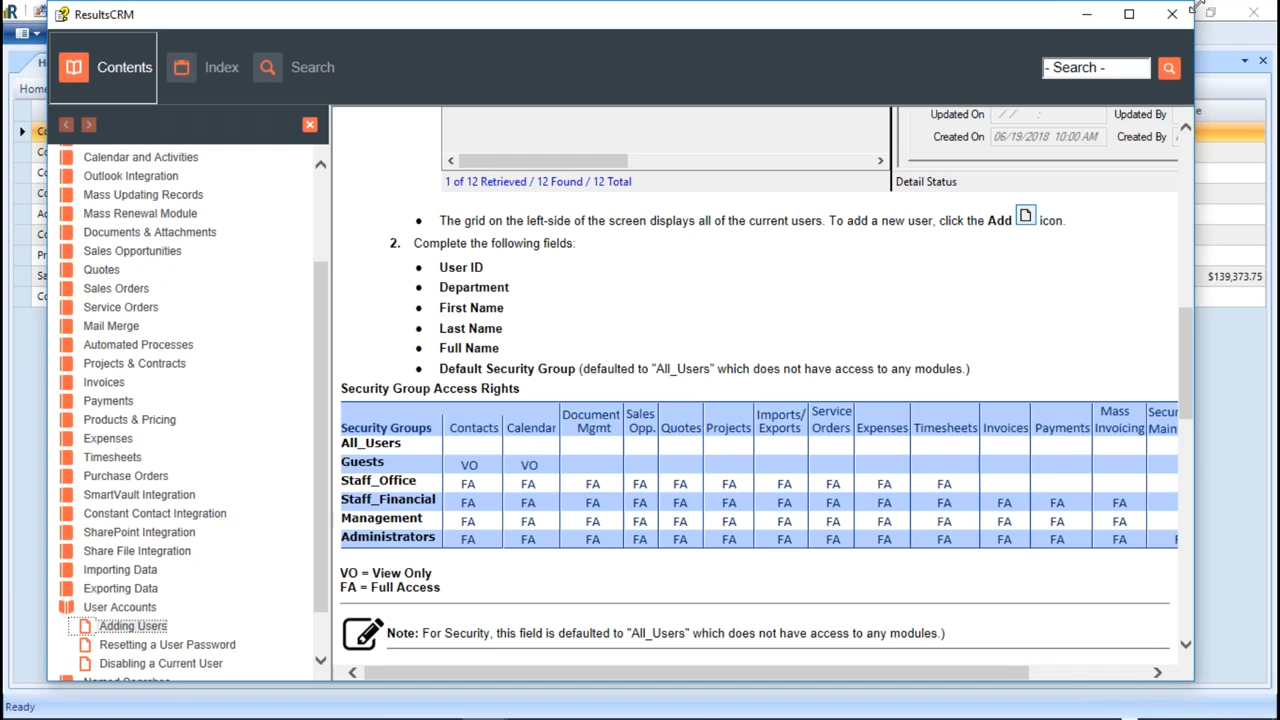 ResultsCRM
Contents
Index
Search
- Search -
Home
Calendar and Activities
Outlook Integration
Mass Updating Records
Mass Renewal Module
Documents & Attachments
Sales Opportunities
Quotes
Sales Orders
Service Orders
Mail Merge
Automated Processes
Projects & Contracts
Invoices
Payments
Products & Pricing
Expenses
Timesheets
Purchase Orders
SmartVault Integration
Constant Contact Integration
SharePoint Integration
Share File Integration
Importing Data
Exporting Data
User Accounts
Adding Users
Resetting a User Password
Disabling a Current User
Updated On / / : Updated By
Created On 06/19/2018 10:00 AM Created By
1 of 12 Retrieved / 12 Found / 12 Total
Detail Status
• The grid on the left-side of the screen displays all of the current users. To add a new user, click the Add icon.
2. Complete the following fields:
• User ID
• Department
• First Name
• Last Name
• Full Name
• Default Security Group (defaulted to "All_Users" which does not have access to any modules.)
Security Group Access Rights
Security Groups Contacts Calendar Document Mgmt Sales Opp. Quotes Projects Imports/ Exports Service Orders Expenses Timesheets Invoices Payments Mass Invoicing
All_Users
Guests VO VO
Staff_Office FA FA FA FA FA FA FA FA FA FA
Staff_Financial FA FA FA FA FA FA FA FA FA FA FA FA FA
Management FA FA FA FA FA FA FA FA FA FA FA FA FA
Administrators FA FA FA FA FA FA FA FA FA FA FA FA FA
VO = View Only
FA = Full Access
Note: For Security, this field is defaulted to "All_Users" which does not have access to any modules.)
$139,373.75
Ready